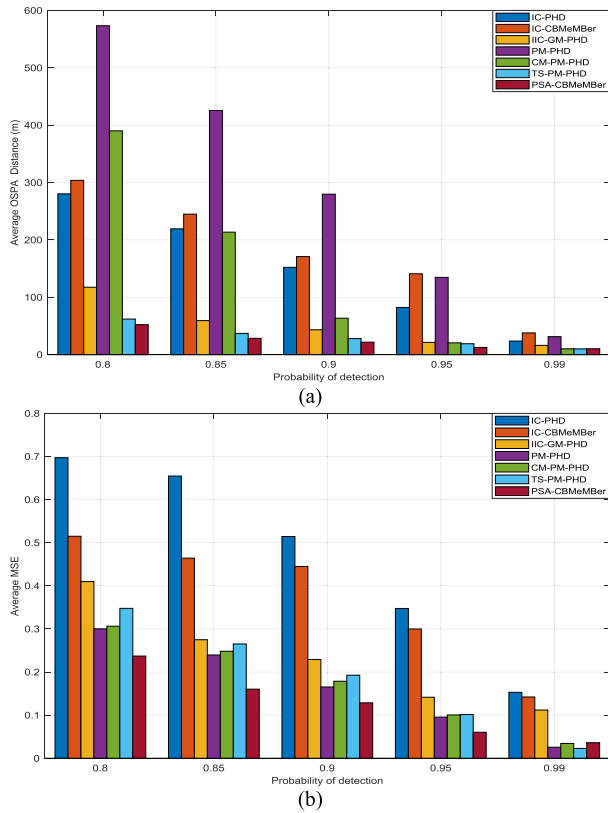 600
500
400
300
200
100
0
Average OSPA Distance (m)
IC-PHD
IC-CBMeMBer
IIC-GM-PHD
PM-PHD
CM-PM-PHD
TS-PM-PHD
PSA-CBMeMBer
0.8 0.85 0.9 0.95 0.99
Probability of detection
(a)
0.8
0.7
0.6
0.5
0.4
0.3
0.2
0.1
0
Average MSE
IC-PHD
IC-CBMeMBer
IIC-GM-PHD
PM-PHD
CM-PM-PHD
TS-PM-PHD
PSA-CBMeMBer
0.8 0.85 0.9 0.95 0.99
Probability of detection
(b)